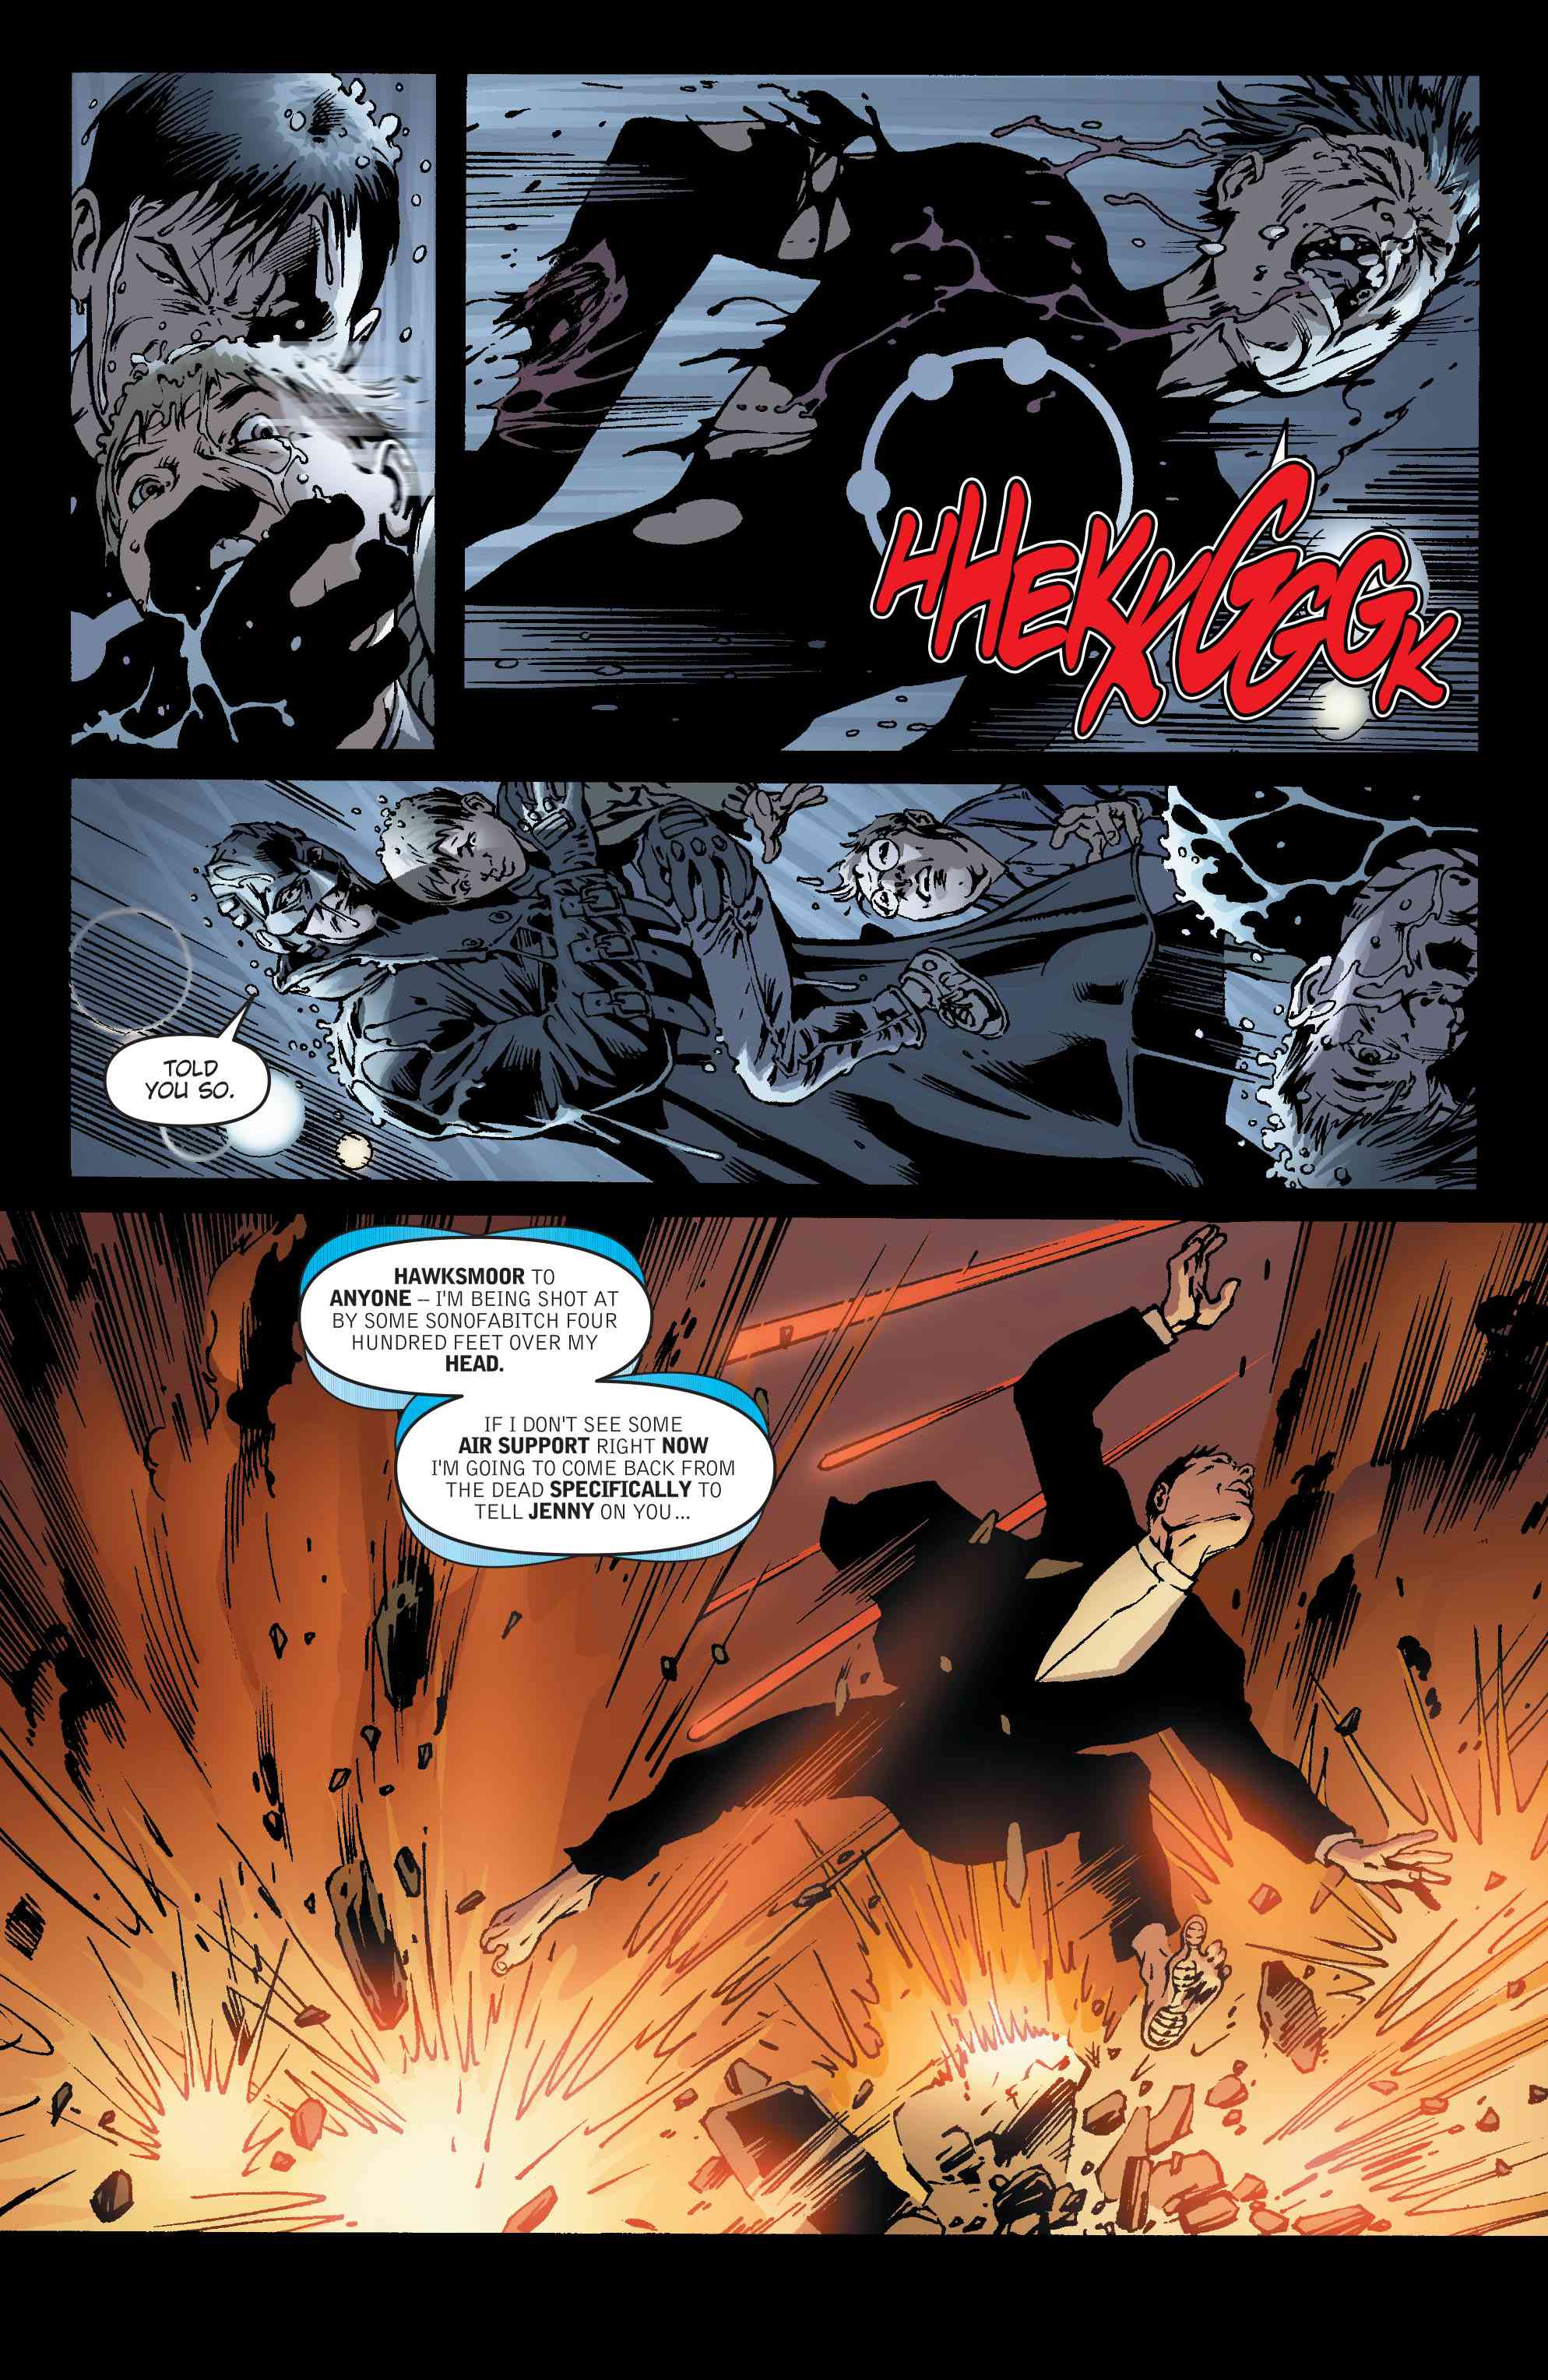 HHEKXGGGK
TOLD
YOU SO.
HAWKSMOOR TO
ANYONE – I'M BEING SHOT AT
BY SOME SONOFABITCH FOUR
HUNDRED FEET OVER MY
HEAD.
IF I DON'T SEE SOME
AIR SUPPORT RIGHT NOW
I'M GOING TO COME BACK FROM
THE DEAD SPECIFICALLY TO
TELL JENNY ON YOU...